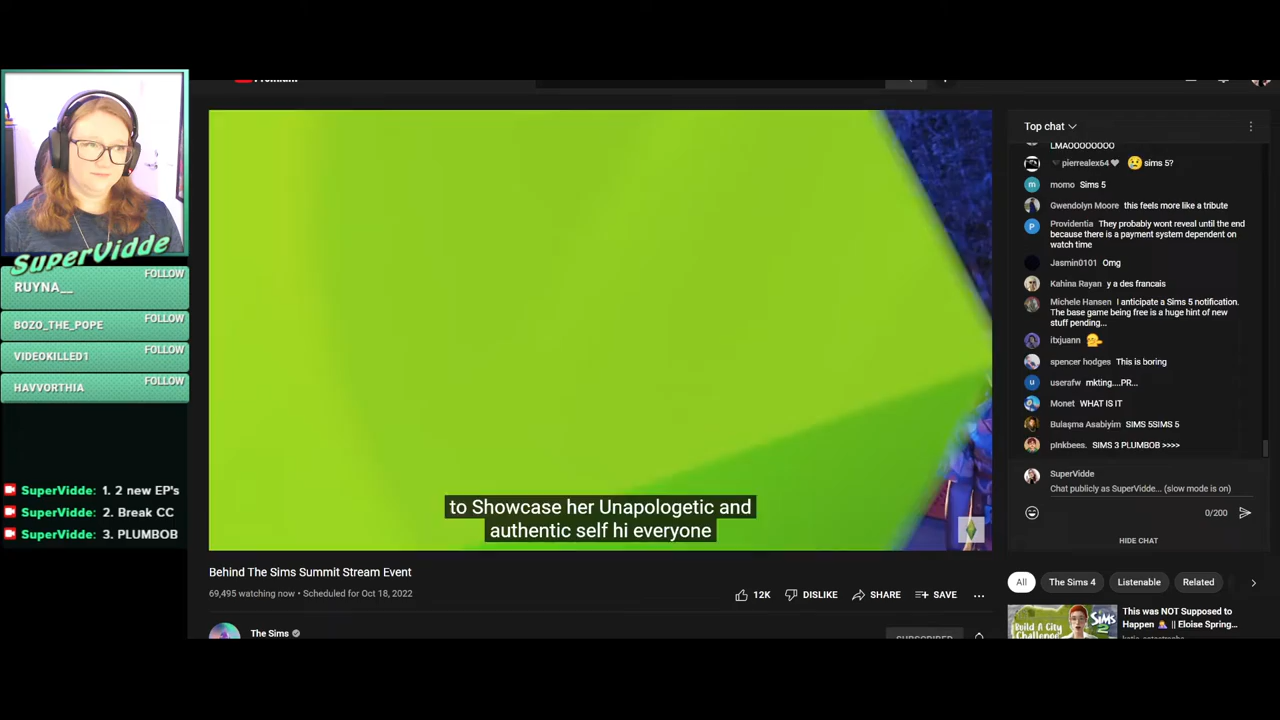 SuperVidde
FOLLOW
RUYNA__
FOLLOW
BOZO_THE_POPE
FOLLOW
VIDEOKILLED1
FOLLOW
HAVVORTHIA
SuperVidde: 1. 2 new EP's
SuperVidde: 2. Break CC
SuperVidde: 3. PLUMBOB
Premium
to Showcase her Unapologetic and
authentic self hi everyone
Behind The Sims Summit Stream Event
69,495 watching now • Scheduled for Oct 18, 2022
12K
DISLIKE
SHARE
SAVE
The Sims
SUBSCRIBED
Top chat
LMAOOOOOOO
pierrealex64 sims 5?
momo Sims 5
Gwendolyn Moore this feels more like a tribute
Providentia They probably wont reveal until the end
because there is a payment system dependent on
watch time
Jasmin0101 Omg
Kahina Rayan y a des francais
Michele Hansen I anticipate a Sims 5 notification.
The base game being free is a huge hint of new
stuff pending...
itxjuann
spencer hodges This is boring
userafw mkting....PR...
Monet WHAT IS IT
Bulaşma Asabiyim SIMS 5SIMS 5
pInkbees. SIMS 3 PLUMBOB >>>>
SuperVidde
Chat publicly as SuperVidde... (slow mode is on)
0/200
HIDE CHAT
All
The Sims 4
Listenable
Related
Build A City
Challenge
SIMS
2
This was NOT Supposed to
Happen || Eloise Spring...